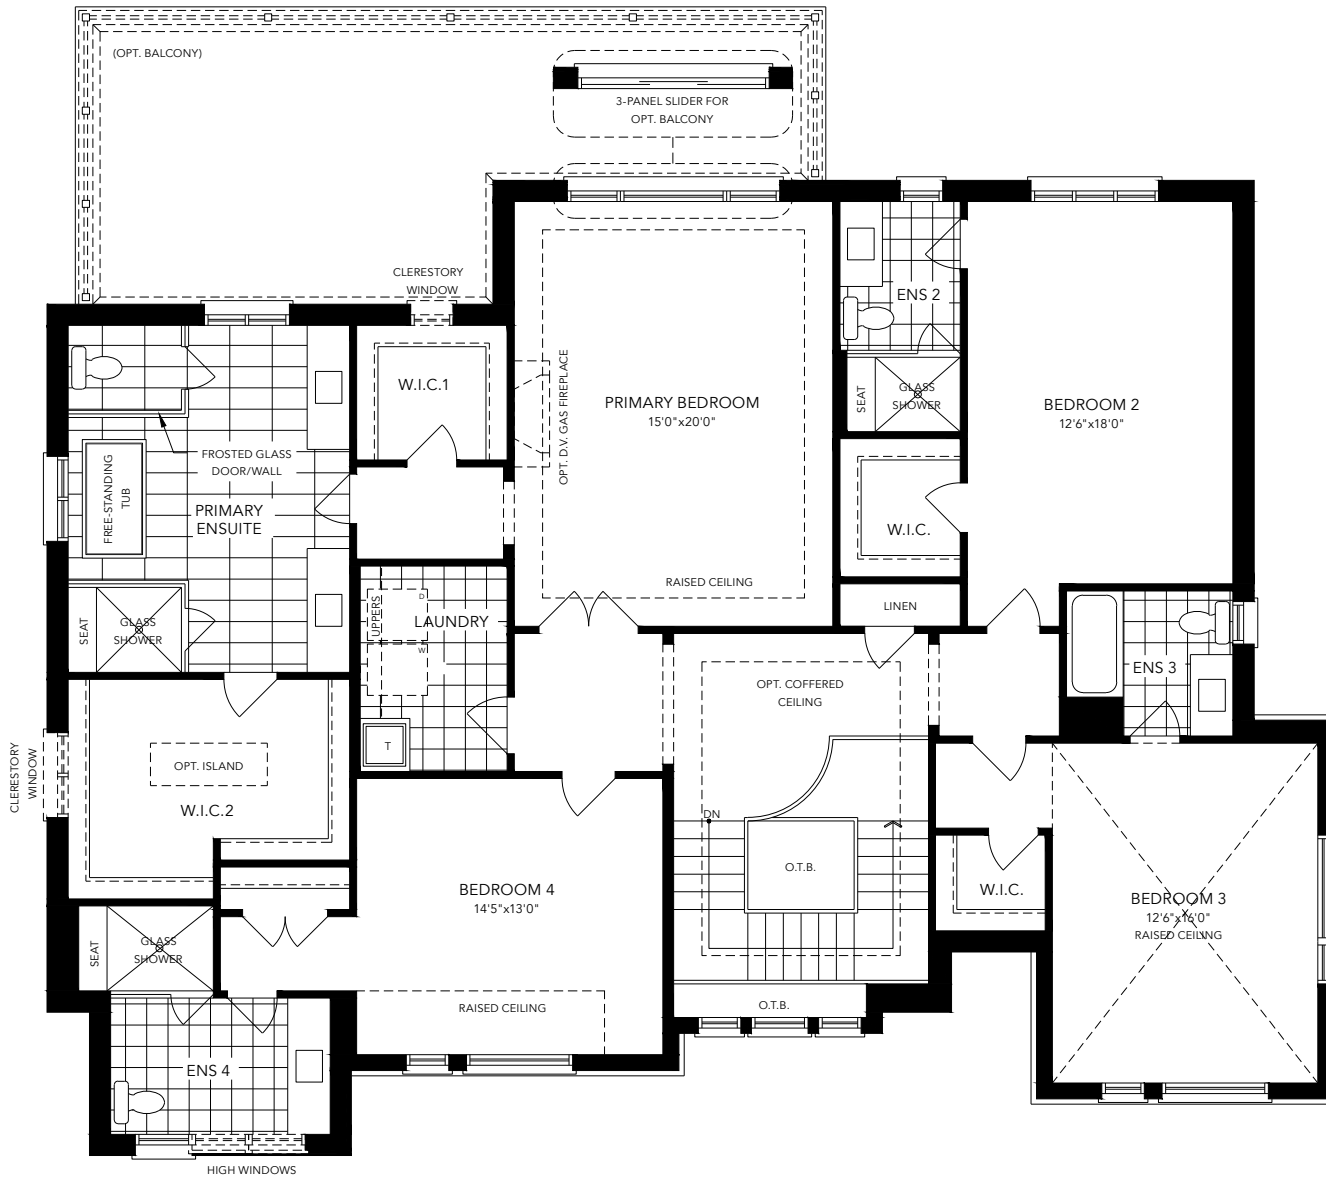 (OPT. BALCONY)
3-PANEL SLIDER FOR
OPT. BALCONY
CLERESTORY
WINDOW
ENS 2
W.I.C.1
OPT. D.V. GAS FIREPLACE
PRIMARY BEDROOM
15'0"x20'0"
SEAT
GLASS
SHOWER
BEDROOM 2
12'6"x18'0"
FROSTED GLASS
DOOR/WALL
FREE-STANDING
TUB
PRIMARY
ENSUITE
W.I.C.
RAISED CEILING
D
UPPERS
LAUNDRY
W
LINEN
SEAT
GLASS
SHOWER
ENS 3
OPT. COFFERED
CEILING
CLERESTORY
WINDOW
OPT. ISLAND
T
W.I.C.2
DN
O.T.B.
BEDROOM 4
14'5"x13'0"
W.I.C.
BEDROOM 3
12'6"x16'0"
RAISED CEILING
SEAT
GLASS
SHOWER
RAISED CEILING
O.T.B.
ENS 4
HIGH WINDOWS